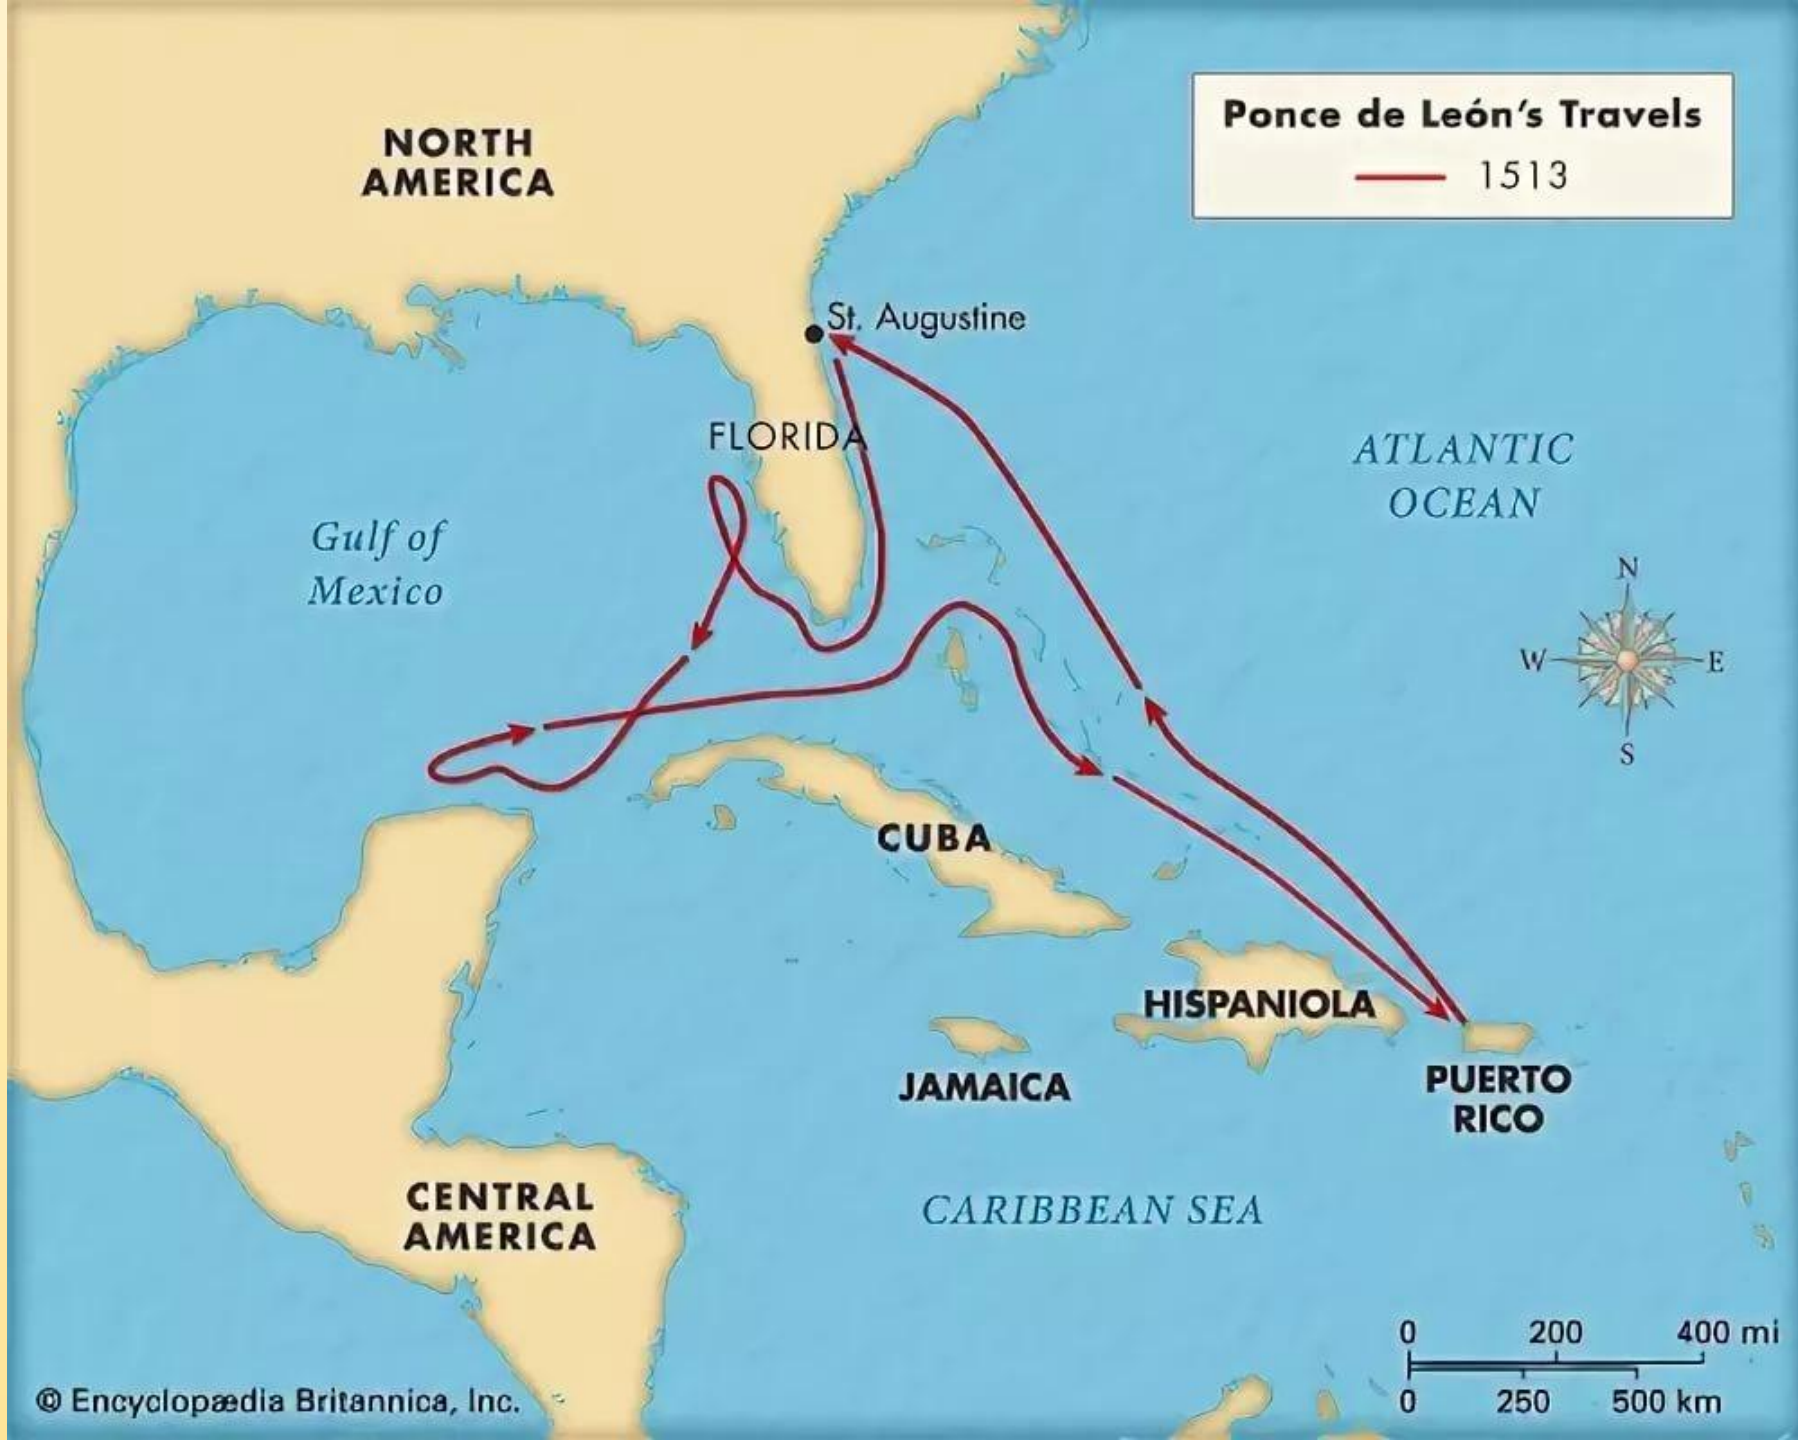 NORTH
AMERICA
Ponce de León's Travels
1513
St. Augustine
FLORIDA
ATLANTIC
OCEAN
Gulf of
Mexico
N
W
E
S
CUBA
HISPANIOLA
JAMAICA
PUERTO
RICO
CENTRAL
AMERICA
CARIBBEAN SEA
0 200 400 mi
0 250 500 km
© Encyclopædia Britannica, Inc.